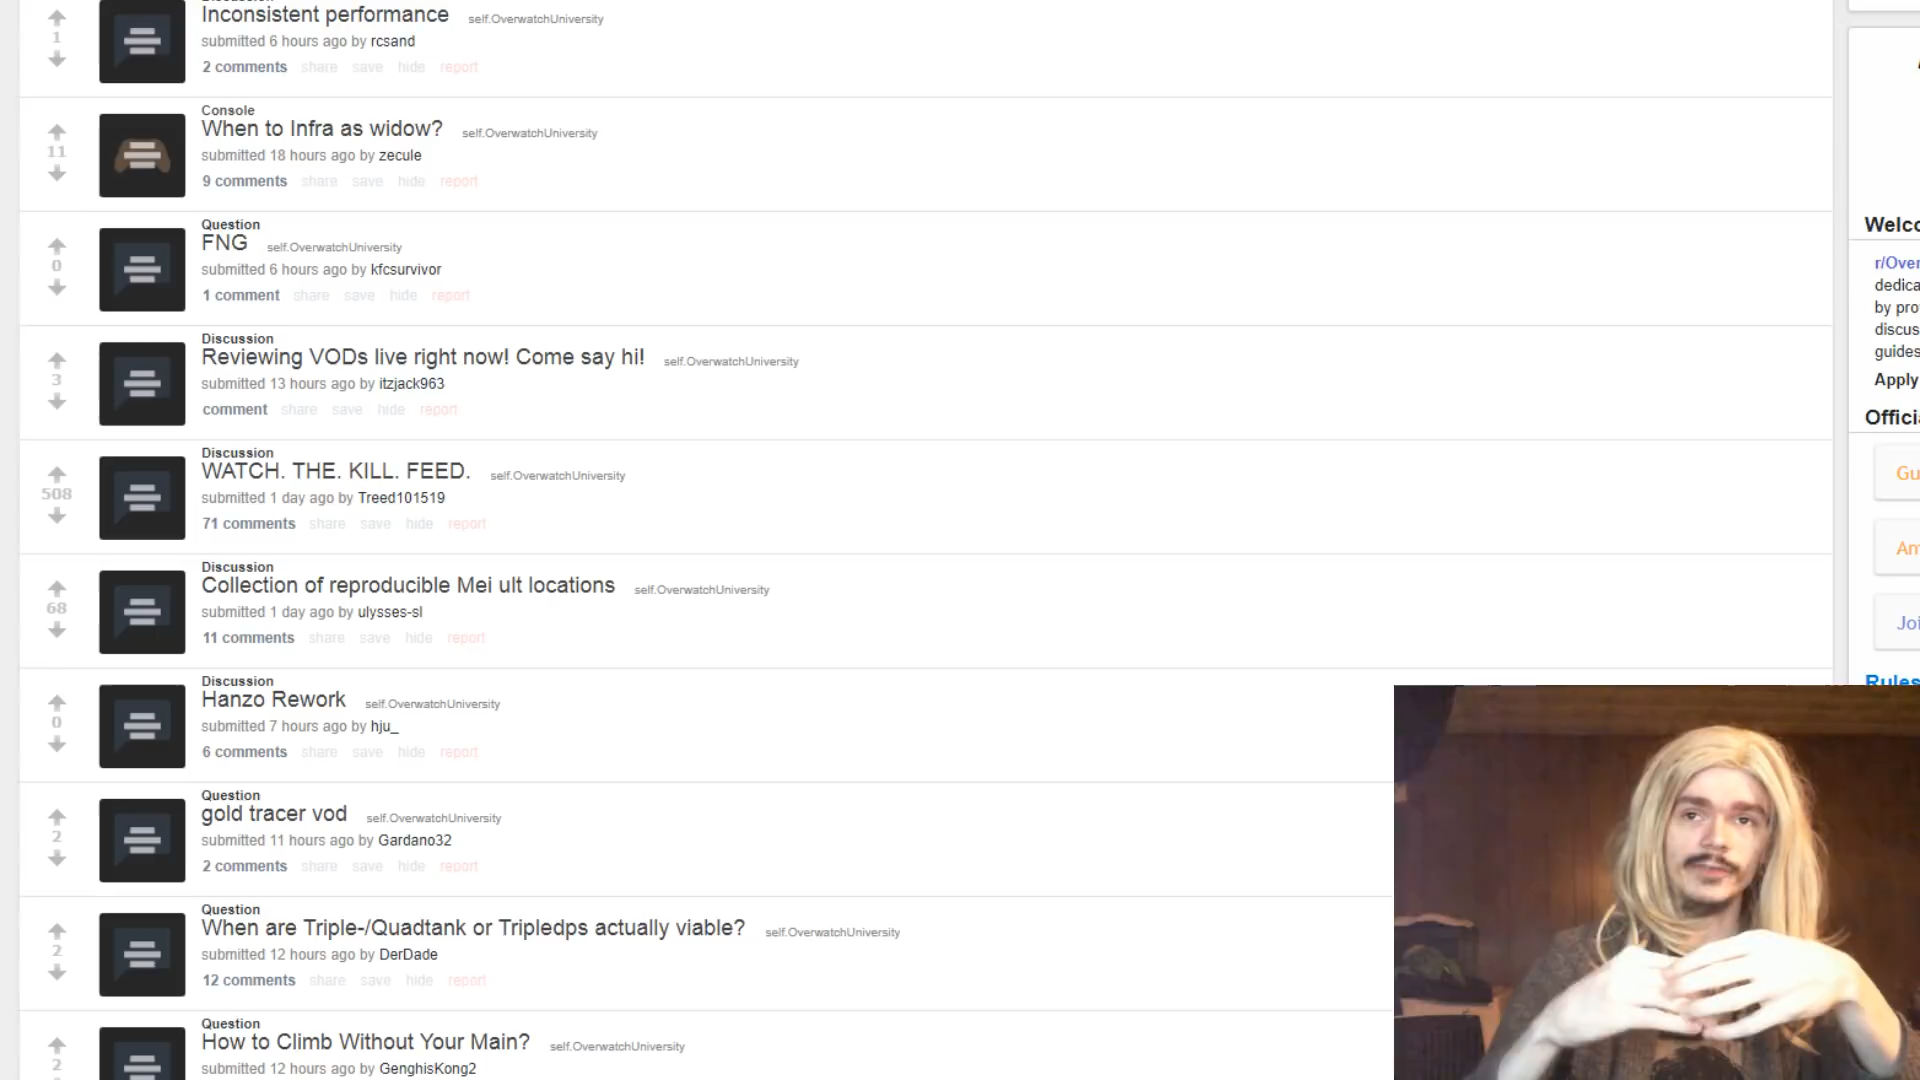 Inconsistent performance self.OverwatchUniversity
1
submitted 6 hours ago by rcsand
2 comments share save hide report
Console
When to Infra as widow? self.OverwatchUniversity
11
submitted 18 hours ago by zecule
9 comments share save hide report
Question
FNG self.OverwatchUniversity
0
submitted 6 hours ago by kfcsurvivor
1 comment share save hide report
Discussion
Reviewing VODs live right now! Come say hi! self.OverwatchUniversity
3
submitted 13 hours ago by itzjack963
comment share save hide report
Discussion
WATCH. THE. KILL. FEED. self.OverwatchUniversity
508
submitted 1 day ago by Treed101519
71 comments share save hide report
Discussion
Collection of reproducible Mei ult locations self.OverwatchUniversity
68
submitted 1 day ago by ulysses-sl
11 comments share save hide report
Discussion
Hanzo Rework self.OverwatchUniversity
0
submitted 7 hours ago by hju_
6 comments share save hide report
Question
gold tracer vod self.OverwatchUniversity
2
submitted 11 hours ago by Gardano32
2 comments share save hide report
Question
When are Triple-/Quadtank or Tripledps actually viable? self.OverwatchUniversity
2
submitted 12 hours ago by DerDade
12 comments share save hide report
Question
How to Climb Without Your Main? self.OverwatchUniversity
2
submitted 12 hours ago by GenghisKong2
Welco
r/Over
dedica
by pro
discus
guides
Apply
Offici
Gu
Am
Joi
Rules